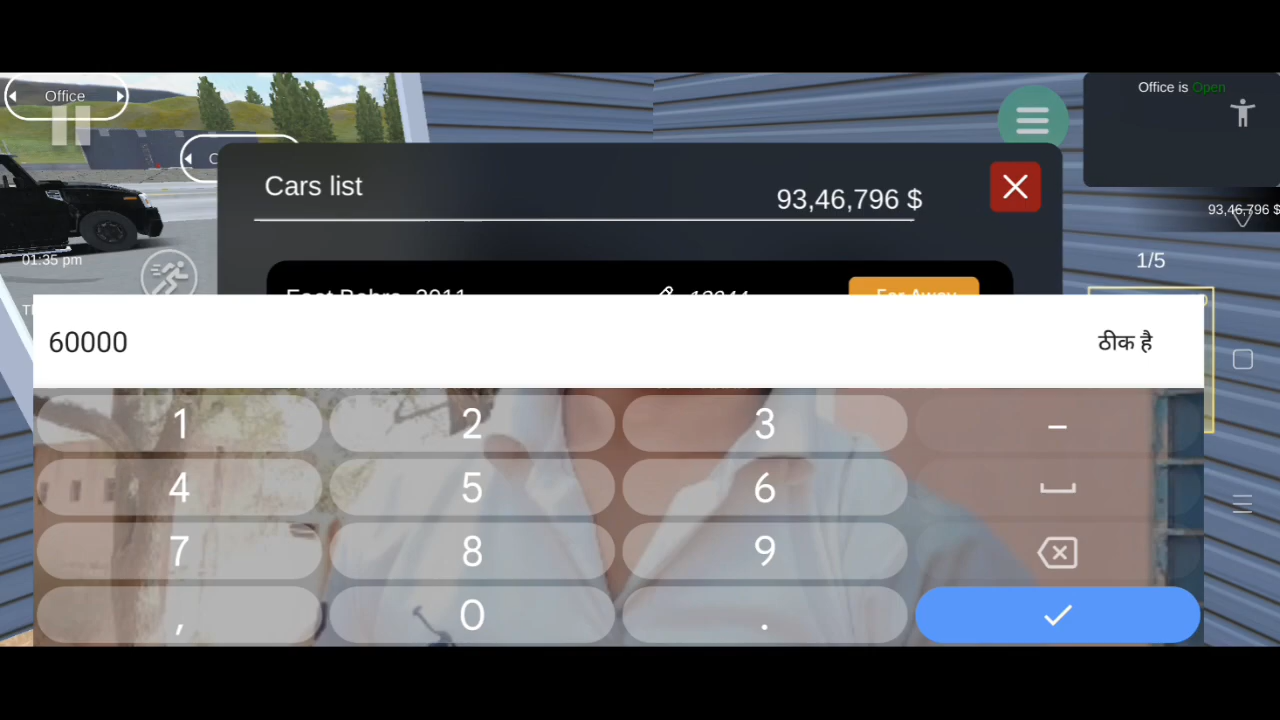 Office
Office is Open
Cars list
93,46,796 $
93,46,796 $
01:35 pm
1/5
60000
ठीक है
1 2 3 –
4 5 6
7 8 9
, 0 .